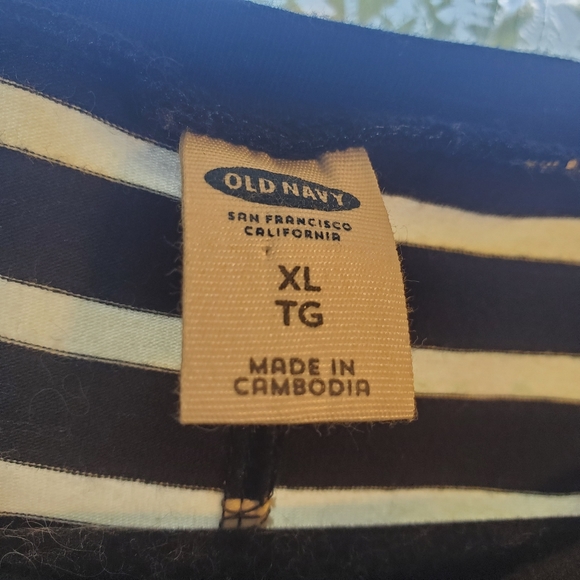 OLD NAVY
SAN FRANCISCO
CALIFORNIA
XL
TG
MADE IN
CAMBODIA